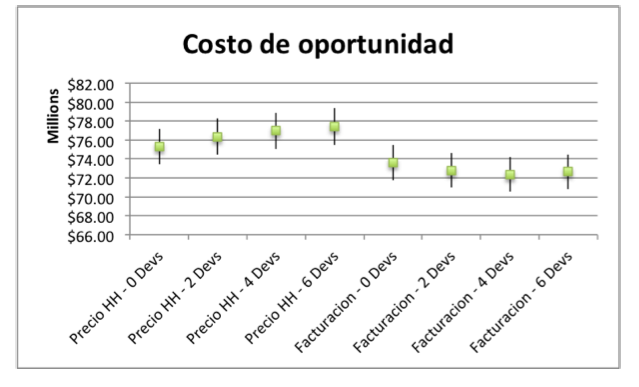 Costo de oportunidad
Millions
$82.00
$80.00
$78.00
$76.00
$74.00
$72.00
$70.00
$68.00
$66.00
Precio HH - 0 Devs
Precio HH - 2 Devs
Precio HH - 4 Devs
Precio HH - 6 Devs
Facturacion - 0 Devs
Facturacion - 2 Devs
Facturacion - 4 Devs
Facturacion - 6 Devs